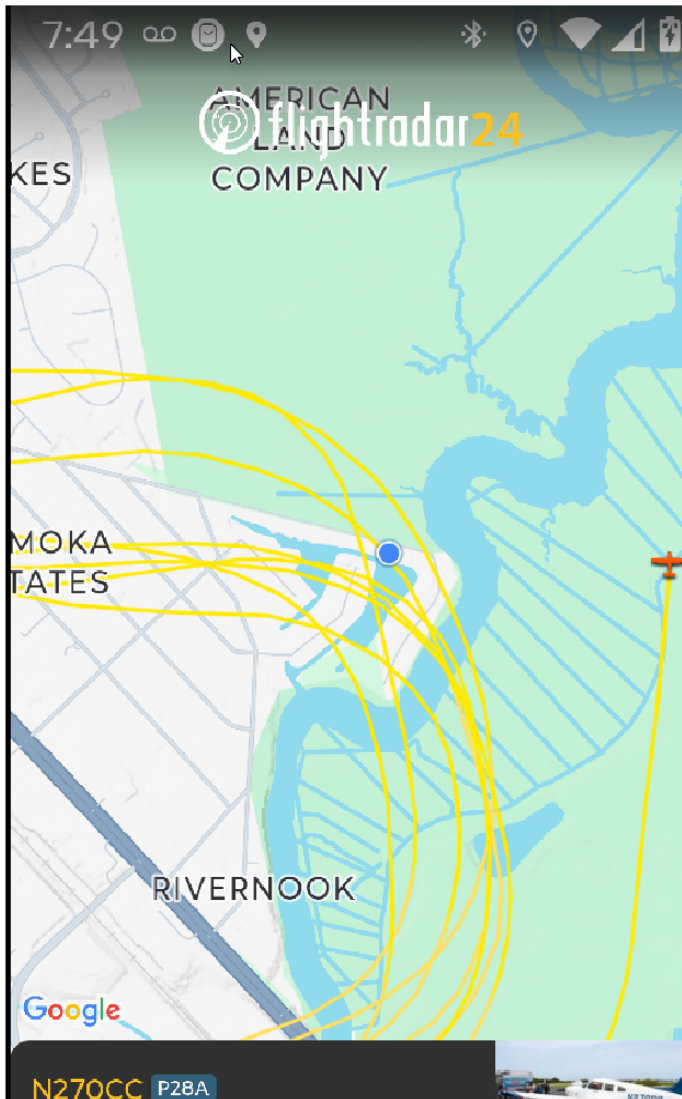 7:49
AMERICAN
flightradar24
LAND
COMPANY
KES
MOKA
TATES
RIVERNOOK
Google
N270CC P28A